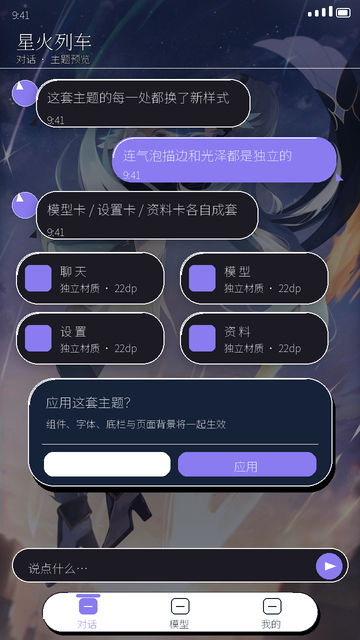 9:41
星火列车
对话 · 主题预览
这套主题的每一处都换了新样式
9:41
连气泡描边和光泽都是独立的
9:41
模型卡 / 设置卡 / 资料卡各自成套
9:41
聊天
独立材质 · 22dp
模型
独立材质 · 22dp
设置
独立材质 · 22dp
资料
独立材质 · 22dp
应用这套主题？
组件、字体、底栏与页面背景将一起生效
应用
说点什么…
对话
模型
我的